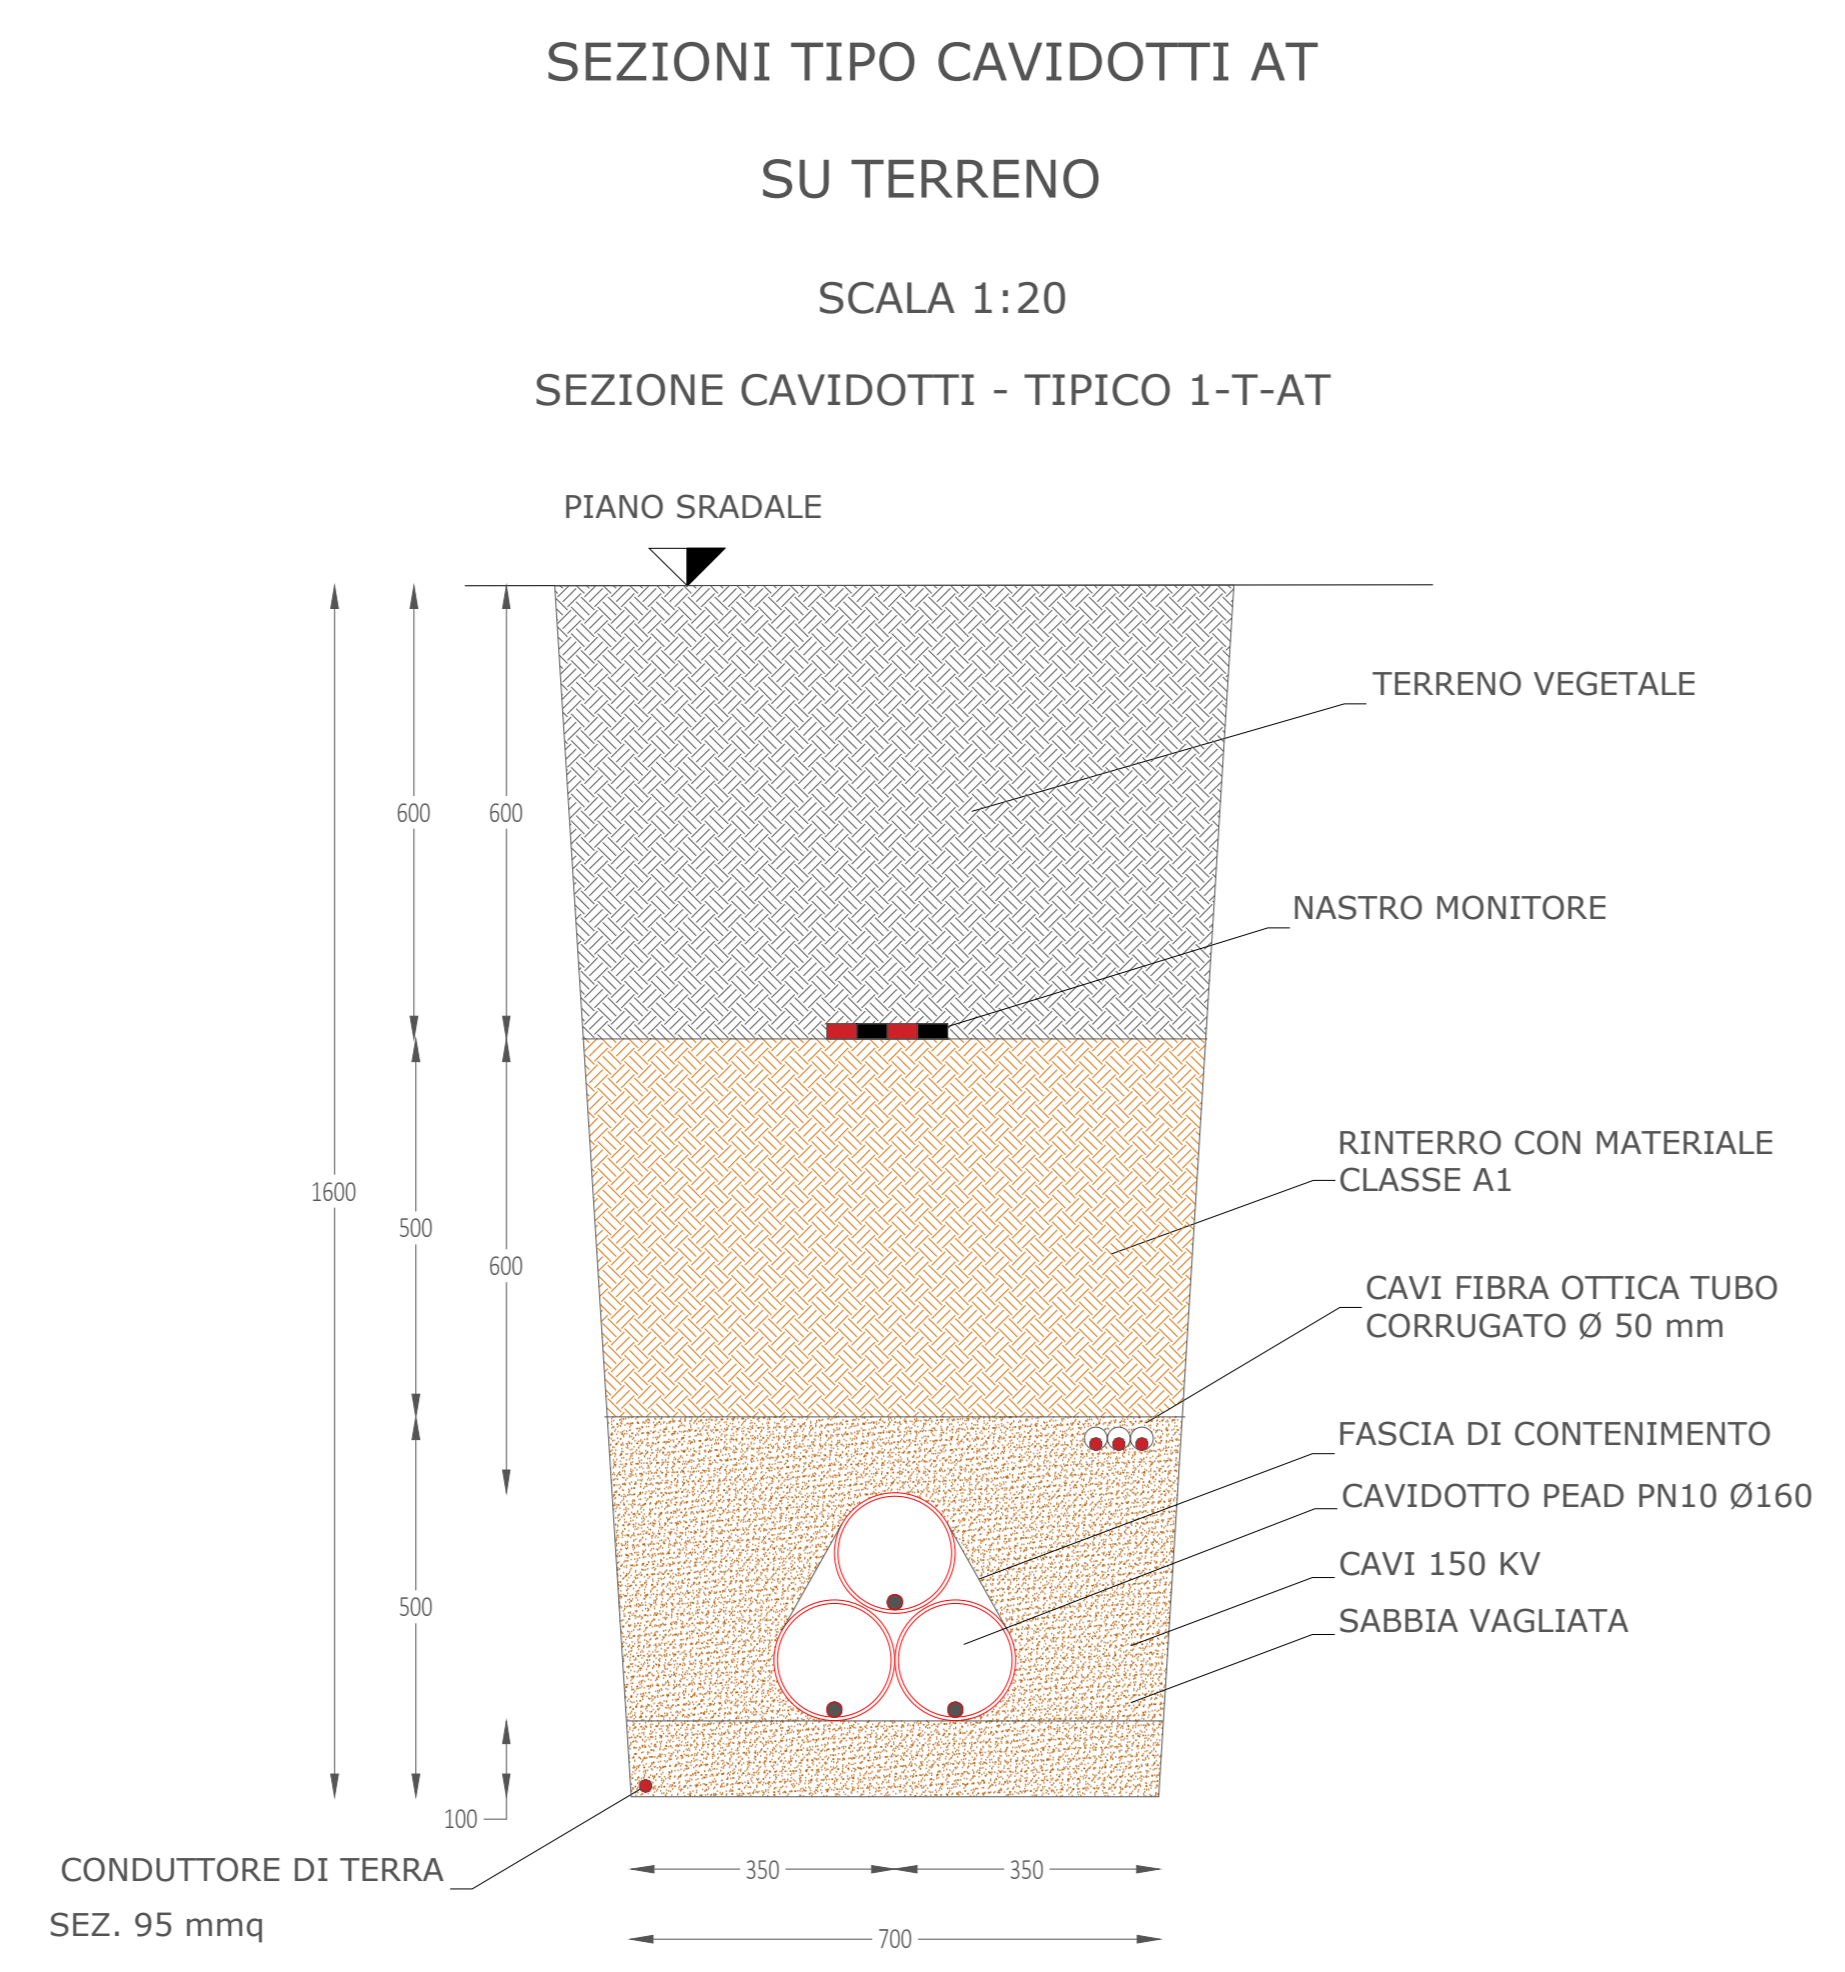 SEZIONI TIPO CAVIDOTTI AT
SU TERRENO
SCALA 1:20
SEZIONE CAVIDOTTI - TIPICO 1-T-AT
PIANO SRADALE
TERRENO VEGETALE
600
600
NASTRO MONITORE
RINTERRO CON MATERIALE
CLASSE A1
1600
500
600
CAVI FIBRA OTTICA TUBO
CORRUGATO Ø 50 mm
FASCIA DI CONTENIMENTO
CAVIDOTTO PEAD PN10 Ø160
CAVI 150 KV
500
SABBIA VAGLIATA
100
CONDUTTORE DI TERRA
SEZ. 95 mmq
350
350
700